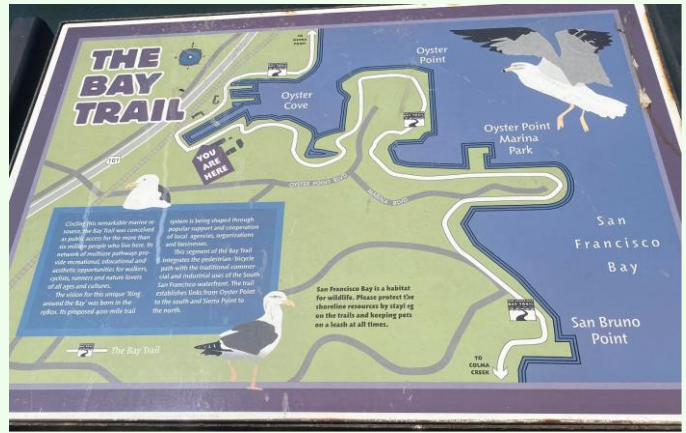 THE
BAY
TRAIL
TO
COLMA
POINT
Oyster
Point
Oyster
Cove
Oyster Point
Marina
Park
101
YOU
ARE
HERE
OYSTER POINT BLVD
MARINA BLVD
San
Francisco
Bay
Circling this remarkable marine re
source, the Bay Trail was conceived
as public access for the more than
six million people who live here. Its
network of multiuse pathways pro-
vide recreational, educational and
aesthetic opportunities for walkers,
cyclists, runners and nature lovers
of all ages and cultures.
The vision for this unique 'Ring
around the Bay' was born in the
1980s. Its proposed 400-mile trail
system is being shaped through
popular support and cooperation
of local agencies, organizations
and businesses.
This segment of the Bay Trail
integrates the pedestrian/bicycle
path with the traditional commer
cial and industrial uses of the South
San Francisco waterfront. The trail
establishes links from Oyster Point
to the south and Sierra Point to
the north.
San Francisco Bay is a habitat
for wildlife. Please protect the
shoreline resources by stayi g
on the trails and keeping pets
on a leash at all times.
San Bruno
Point
The Bay Trail
TO
COLMA
CREEK